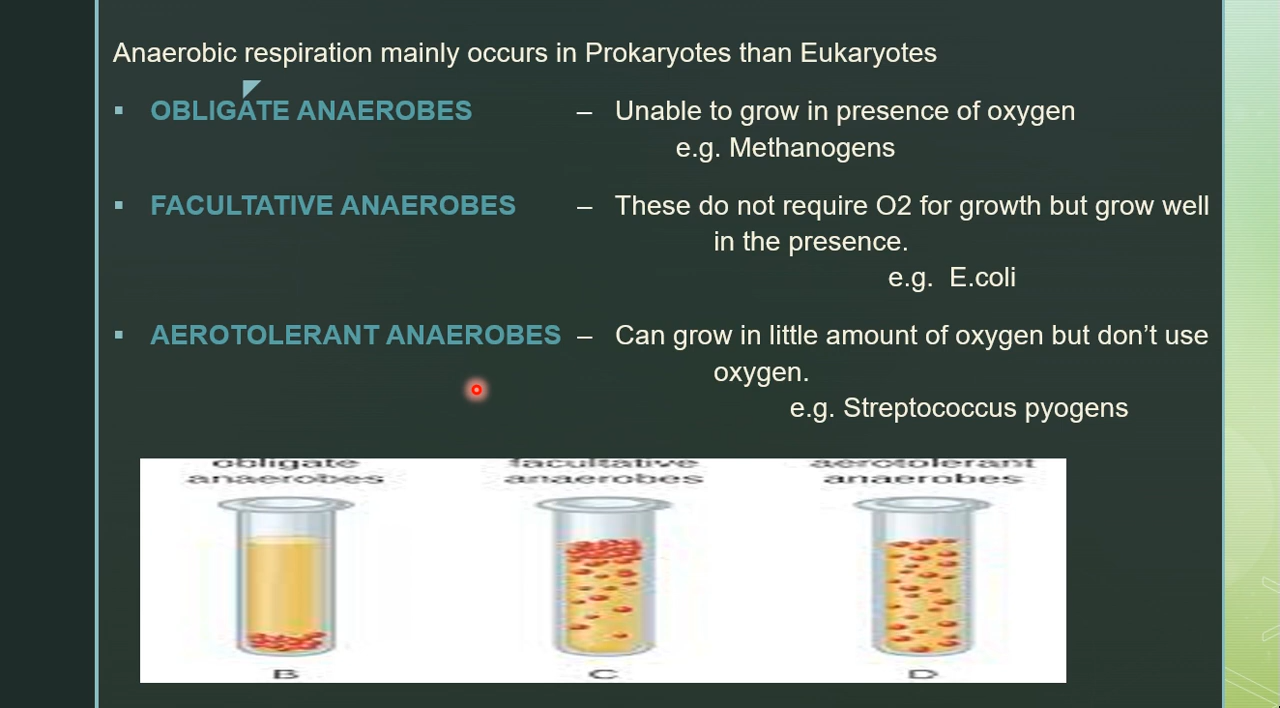 Anaerobic respiration mainly occurs in Prokaryotes than Eukaryotes
▪ OBLIGATE ANAEROBES – Unable to grow in presence of oxygen
e.g. Methanogens
▪ FACULTATIVE ANAEROBES – These do not require O2 for growth but grow well
in the presence.
e.g. E.coli
▪ AEROTOLERANT ANAEROBES – Can grow in little amount of oxygen but don’t use
oxygen.
e.g. Streptococcus pyogens
obligate facultative aerotolerant
anaerobes anaerobes anaerobes
B C D